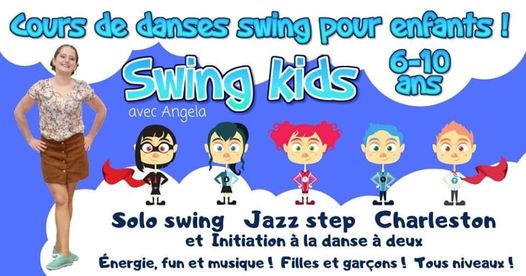 Cours de danses swing pour enfants !
Swing kids
6-10
ans
avec Angela
Solo swing Jazz step Charleston
et Initiation à la danse à deux
Énergie, fun et musique ! Filles et garçons ! Tous niveaux !